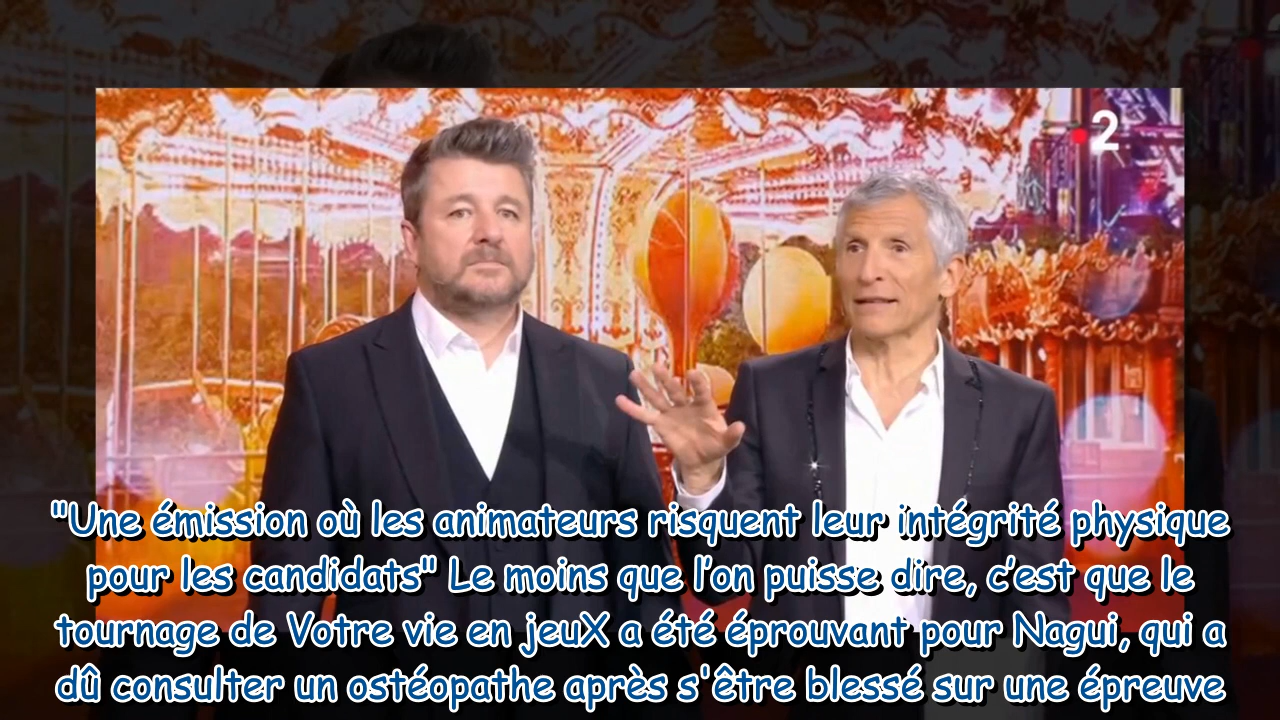 2
"Une émission où les animateurs risquent leur intégrité physique
pour les candidats" Le moins que l’on puisse dire, c’est que le
tournage de Votre vie en jeuX a été éprouvant pour Nagui, qui a
dû consulter un ostéopathe après s'être blessé sur une épreuve